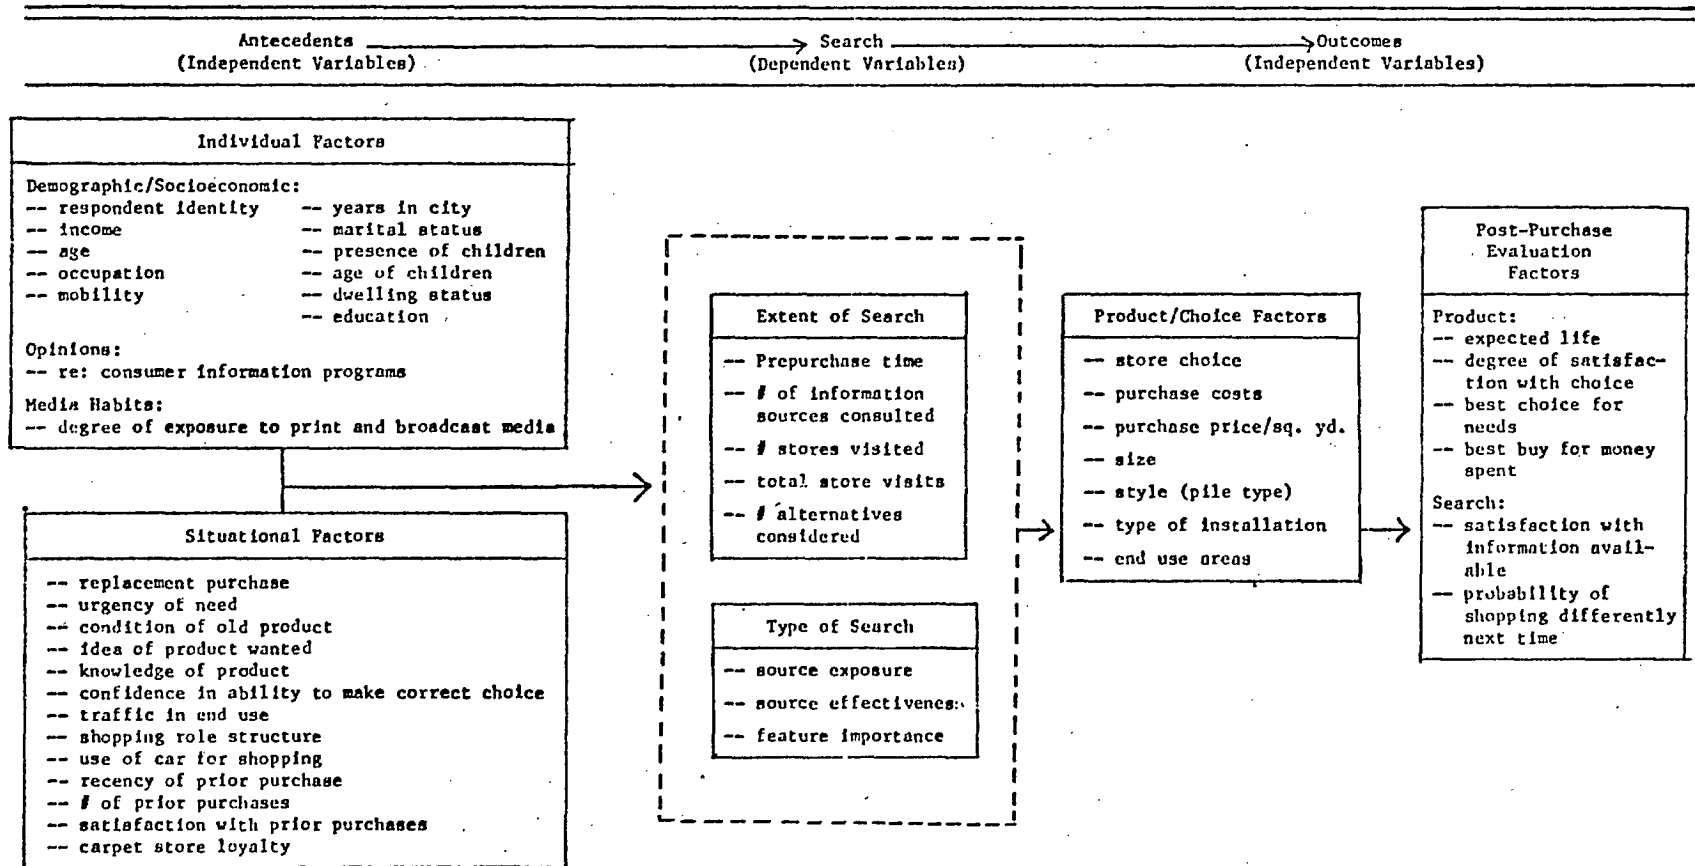 Antecedents → Search → Outcomes
(Independent Variables) (Dependent Variables) (Independent Variables)
Individual Factors
Demographic/Socioeconomic:
-- respondent identity
-- income
-- age
-- occupation
-- mobility
-- years in city
-- marital status
-- presence of children
-- age of children
-- dwelling status
-- education
Opinions:
-- re: consumer information programs
Media Habits:
-- degree of exposure to print and broadcast media
Situational Factors
-- replacement purchase
-- urgency of need
-- condition of old product
-- idea of product wanted
-- knowledge of product
-- confidence in ability to make correct choice
-- traffic in end use
-- shopping role structure
-- use of car for shopping
-- recency of prior purchase
-- # of prior purchases
-- satisfaction with prior purchases
-- carpet store loyalty
Extent of Search
-- Prepurchase time
-- # of information
sources consulted
-- # stores visited
-- total store visits
-- # alternatives
considered
Type of Search
-- source exposure
-- source effectiveness
-- feature importance
Product/Choice Factors
-- store choice
-- purchase costs
-- purchase price/sq. yd.
-- size
-- style (pile type)
-- type of installation
-- end use areas
Post-Purchase
Evaluation
Factors
Product:
-- expected life
-- degree of satisfac-
tion with choice
-- best choice for
needs
-- best buy for money
spent
Search:
-- satisfaction with
information avail-
able
-- probability of
shopping differently
next time